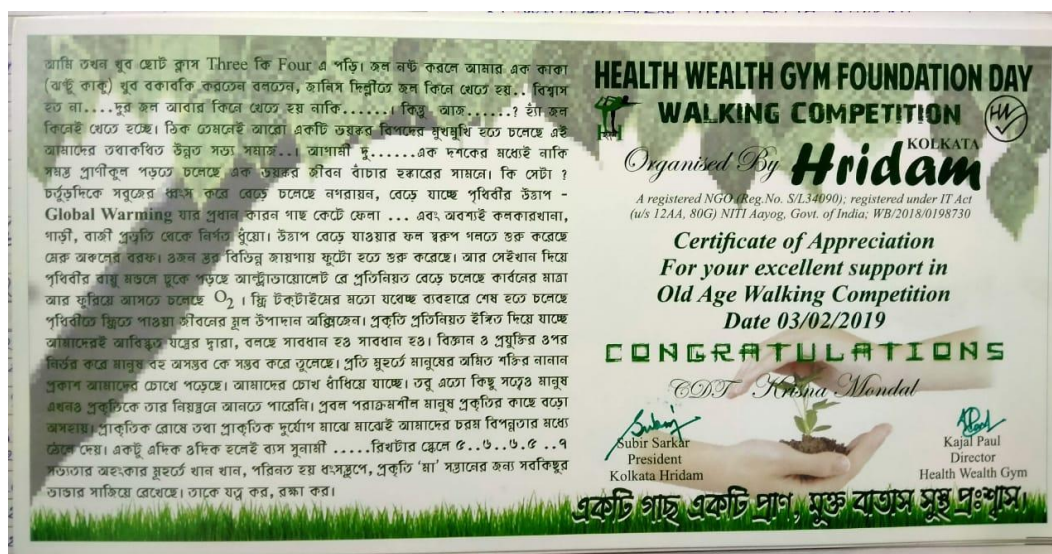 আমি তখন খুব ছোট ক্লাস Three কি Four এ পড়ি। জল নষ্ট করলে আমার এক কাকা
(ঝন্টু কাকু) খুব বকাবকি করতেন বলতেন, জানিস দিল্লীতে জল কিনে খেতে হয়.. বিশ্বাস
হত না....দুর জল আবার কিনে খেতে হয় নাকি.......! কিন্তু আজ......? হ্যাঁ জল
কিনেই খেতে হচ্ছে। ঠিক তেমনই আরো একটি ভয়ঙ্কর বিপদের মুখমুখি হতে চলেছে এই
আমাদের তথাকথিত উন্নত সভ্য সমাজ..। আগামী দু......এক দশকের মধ্যেই নাকি
সমস্ত প্রাণীকুল পড়তে চলেছে এক ভয়ঙ্কর জীবন বাঁচার হুঙ্কারের সামনে। কি সেটা ?
চর্তুদিকে সবুজের ধ্বংস করে বেড়ে চলেছে নগরায়ন, বেড়ে যাচ্ছে পৃথিবীর উত্তাপ -
Global Warming যার প্রধান কারন গাছ কেটে ফেলা ... এবং অবশ্যই কলকারখানা,
গাড়ী, বাজী প্রভৃতি থেকে নির্গত ধুঁয়ো। উত্তাপ বেড়ে যাওয়ার ফল স্বরুপ গলতে শুরু করেছে
মেরু অঞ্চলের বরফ। ওজন স্তর বিভিন্ন জায়গায় ফুটো হতে শুরু করেছে। আর সেইখান দিয়ে
পৃথিবীর বায়ু মন্ডলে ঢুকে পড়ছে আল্ট্রাভায়োলেট রে প্রতিনিয়ত বেড়ে চলেছে কার্বনের মাত্রা
আর ফুরিয়ে আসতে চলেছে O₂ । ফ্রি টক্‌টাইমের মতো যথেচ্ছ ব্যবহারে শেষ হতে চলেছে
পৃথিবীতে ফ্রিতে পাওয়া জীবনের মূল উপাদান অক্সিজেন। প্রকৃতি প্রতিনিয়ত ইঙ্গিত দিয়ে যাচ্ছে
আমাদেরই আবিষ্কৃত যন্ত্রের দ্বারা, বলছে সাবধান হও সাবধান হও। বিজ্ঞান ও প্রযুক্তির ওপর
নির্ভর করে মানুষ বহু অসম্ভব কে সম্ভব করে তুলেছে। প্রতি মুহুর্তে মানুষের অমিত শক্তির নানান
প্রকাশ আমাদের চোখে পড়েছে। আমাদের চোখ ধাঁধিয়ে যাচ্ছে। তবু এতো কিছু সত্ত্বেও মানুষ
এখনও প্রকৃতিকে তার নিয়ন্ত্রনে আনতে পারেনি। প্রবল পরাক্রমশীল মানুষ প্রকৃতির কাছে বড়ো
অসহায়। প্রাকৃতিক রোষে তথা প্রাকৃতিক দুর্যোগ মাঝে মাঝেই আমাদের চরম বিপন্নতার মধ্যে
ঠেলে দেয়। একটু এদিক ওদিক হলেই ব্যস সুনামী .....রিখটার স্কেলে ৫..৬..৬.৫ ..৭
সভ্যতার অহংকার মূহুর্তে খান খান, পরিনত হয় ধংসস্তুপে, প্রকৃতি ‘মা’ সন্তানের জন্য সবকিছুর
ভান্ডার সাজিয়ে রেখেছে। তাকে যত্ন কর, রক্ষা কর।
HEALTH WEALTH GYM FOUNDATION DAY
WALKING COMPETITION
HW
KOLKATA
Organised By Hridam
A registered NGO (Reg.No. S/L34090); registered under IT Act
(u/s 12AA, 80G) NITI Aayog, Govt. of India; WB/2018/0198730
Certificate of Appreciation
For your excellent support in
Old Age Walking Competition
Date 03/02/2019
CONGRATULATIONS
CDT Krisna Mondal
Subir Sarkar
President
Kolkata Hridam
Kajal Paul
Director
Health Wealth Gym
একটি গাছ একটি প্রাণ, মুক্ত বাতাস সুস্থ প্রঃশ্বাস।